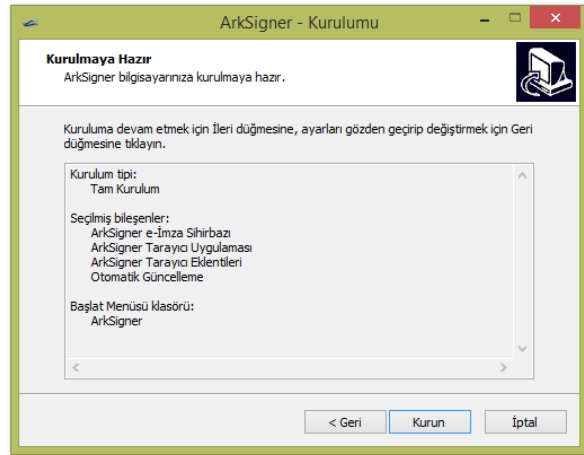 ArkSigner - Kurulumu
Kurulmaya Hazır
ArkSigner bilgisayarınıza kurulmaya hazır.
Kuruluma devam etmek için İleri düğmesine, ayarları gözden geçirip değiştirmek için Geri
düğmesine tıklayın.
Kurulum tipi:
Tam Kurulum
Seçilmiş bileşenler:
ArkSigner e-İmza Sihirbazı
ArkSigner Tarayıcı Uygulaması
ArkSigner Tarayıcı Eklentileri
Otomatik Güncelleme
Başlat Menüsü klasörü:
ArkSigner
< Geri
Kurun
İptal